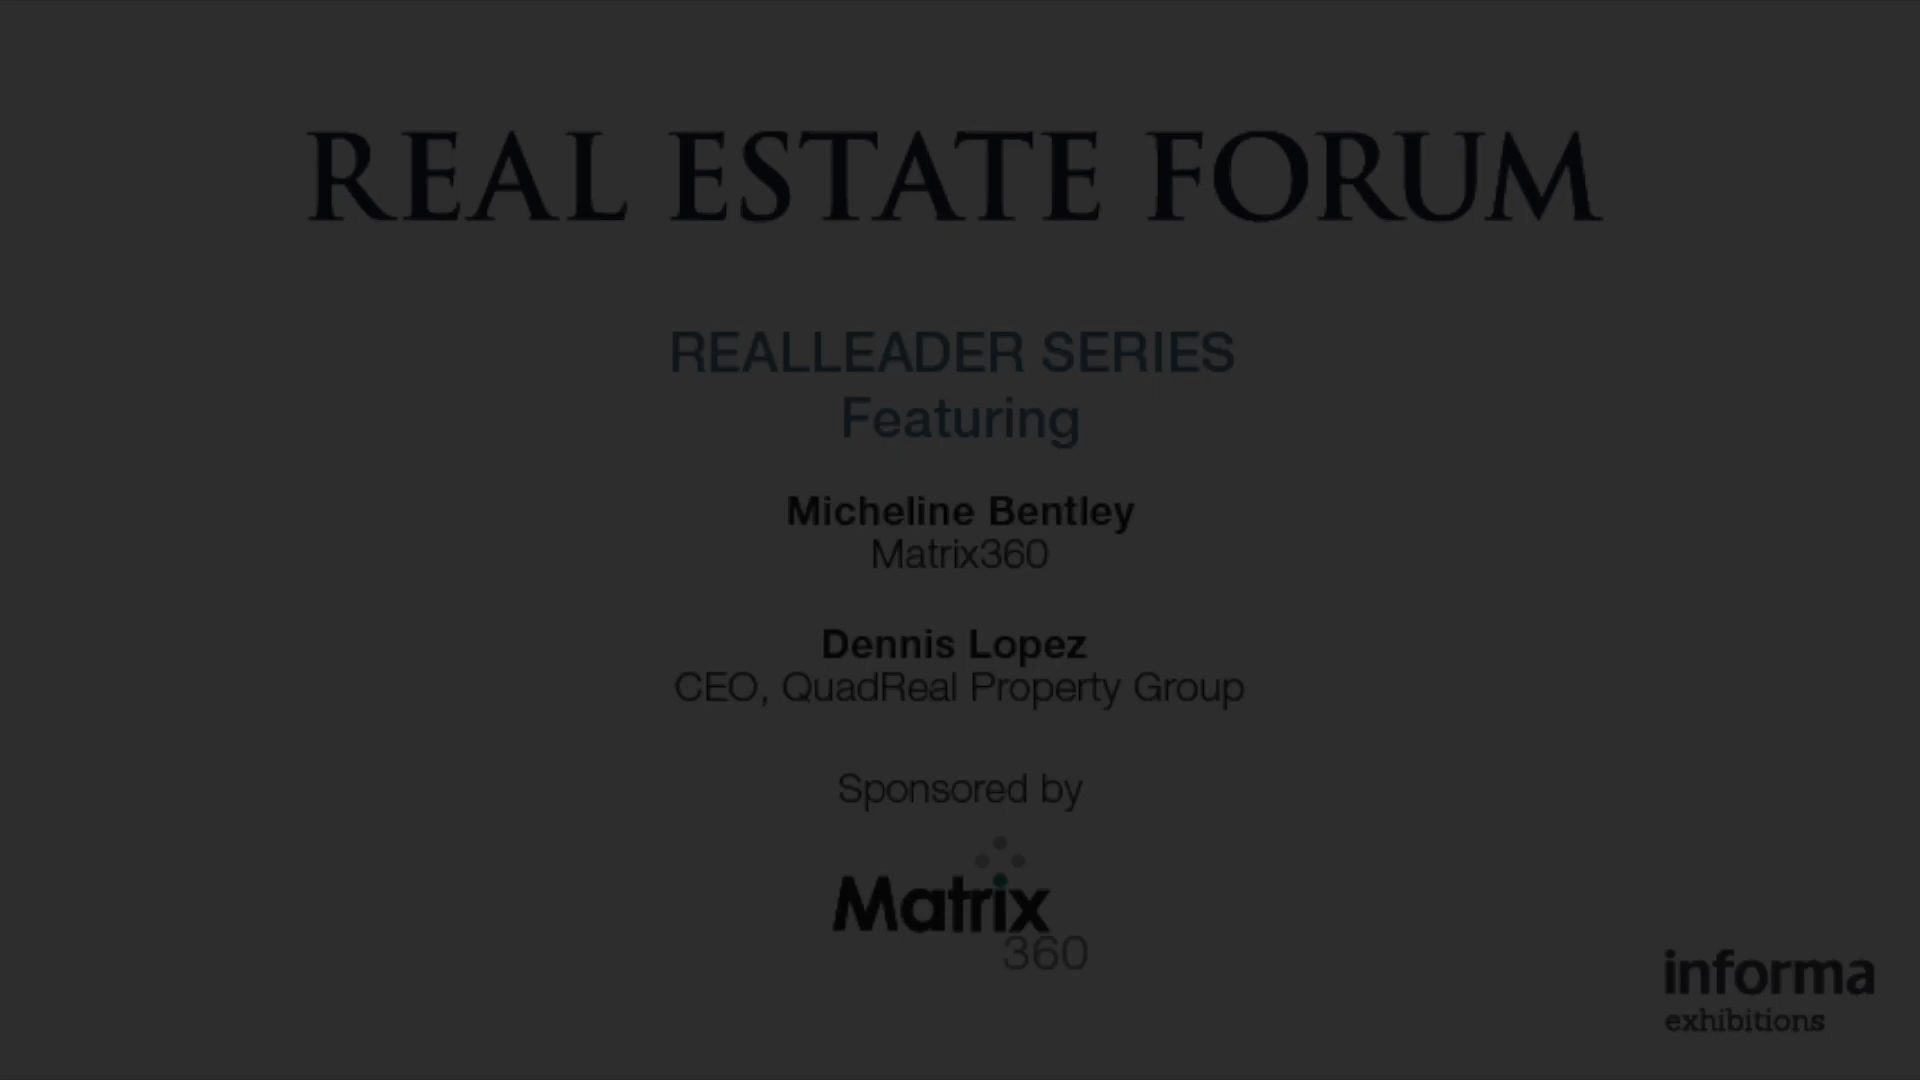 REAL ESTATE FORUM
REALLEADER SERIES
Featuring
Micheline Bentley
Matrix360
Dennis Lopez
CEO, QuadReal Property Group
Sponsored by
Matrix
360
informa
exhibitions